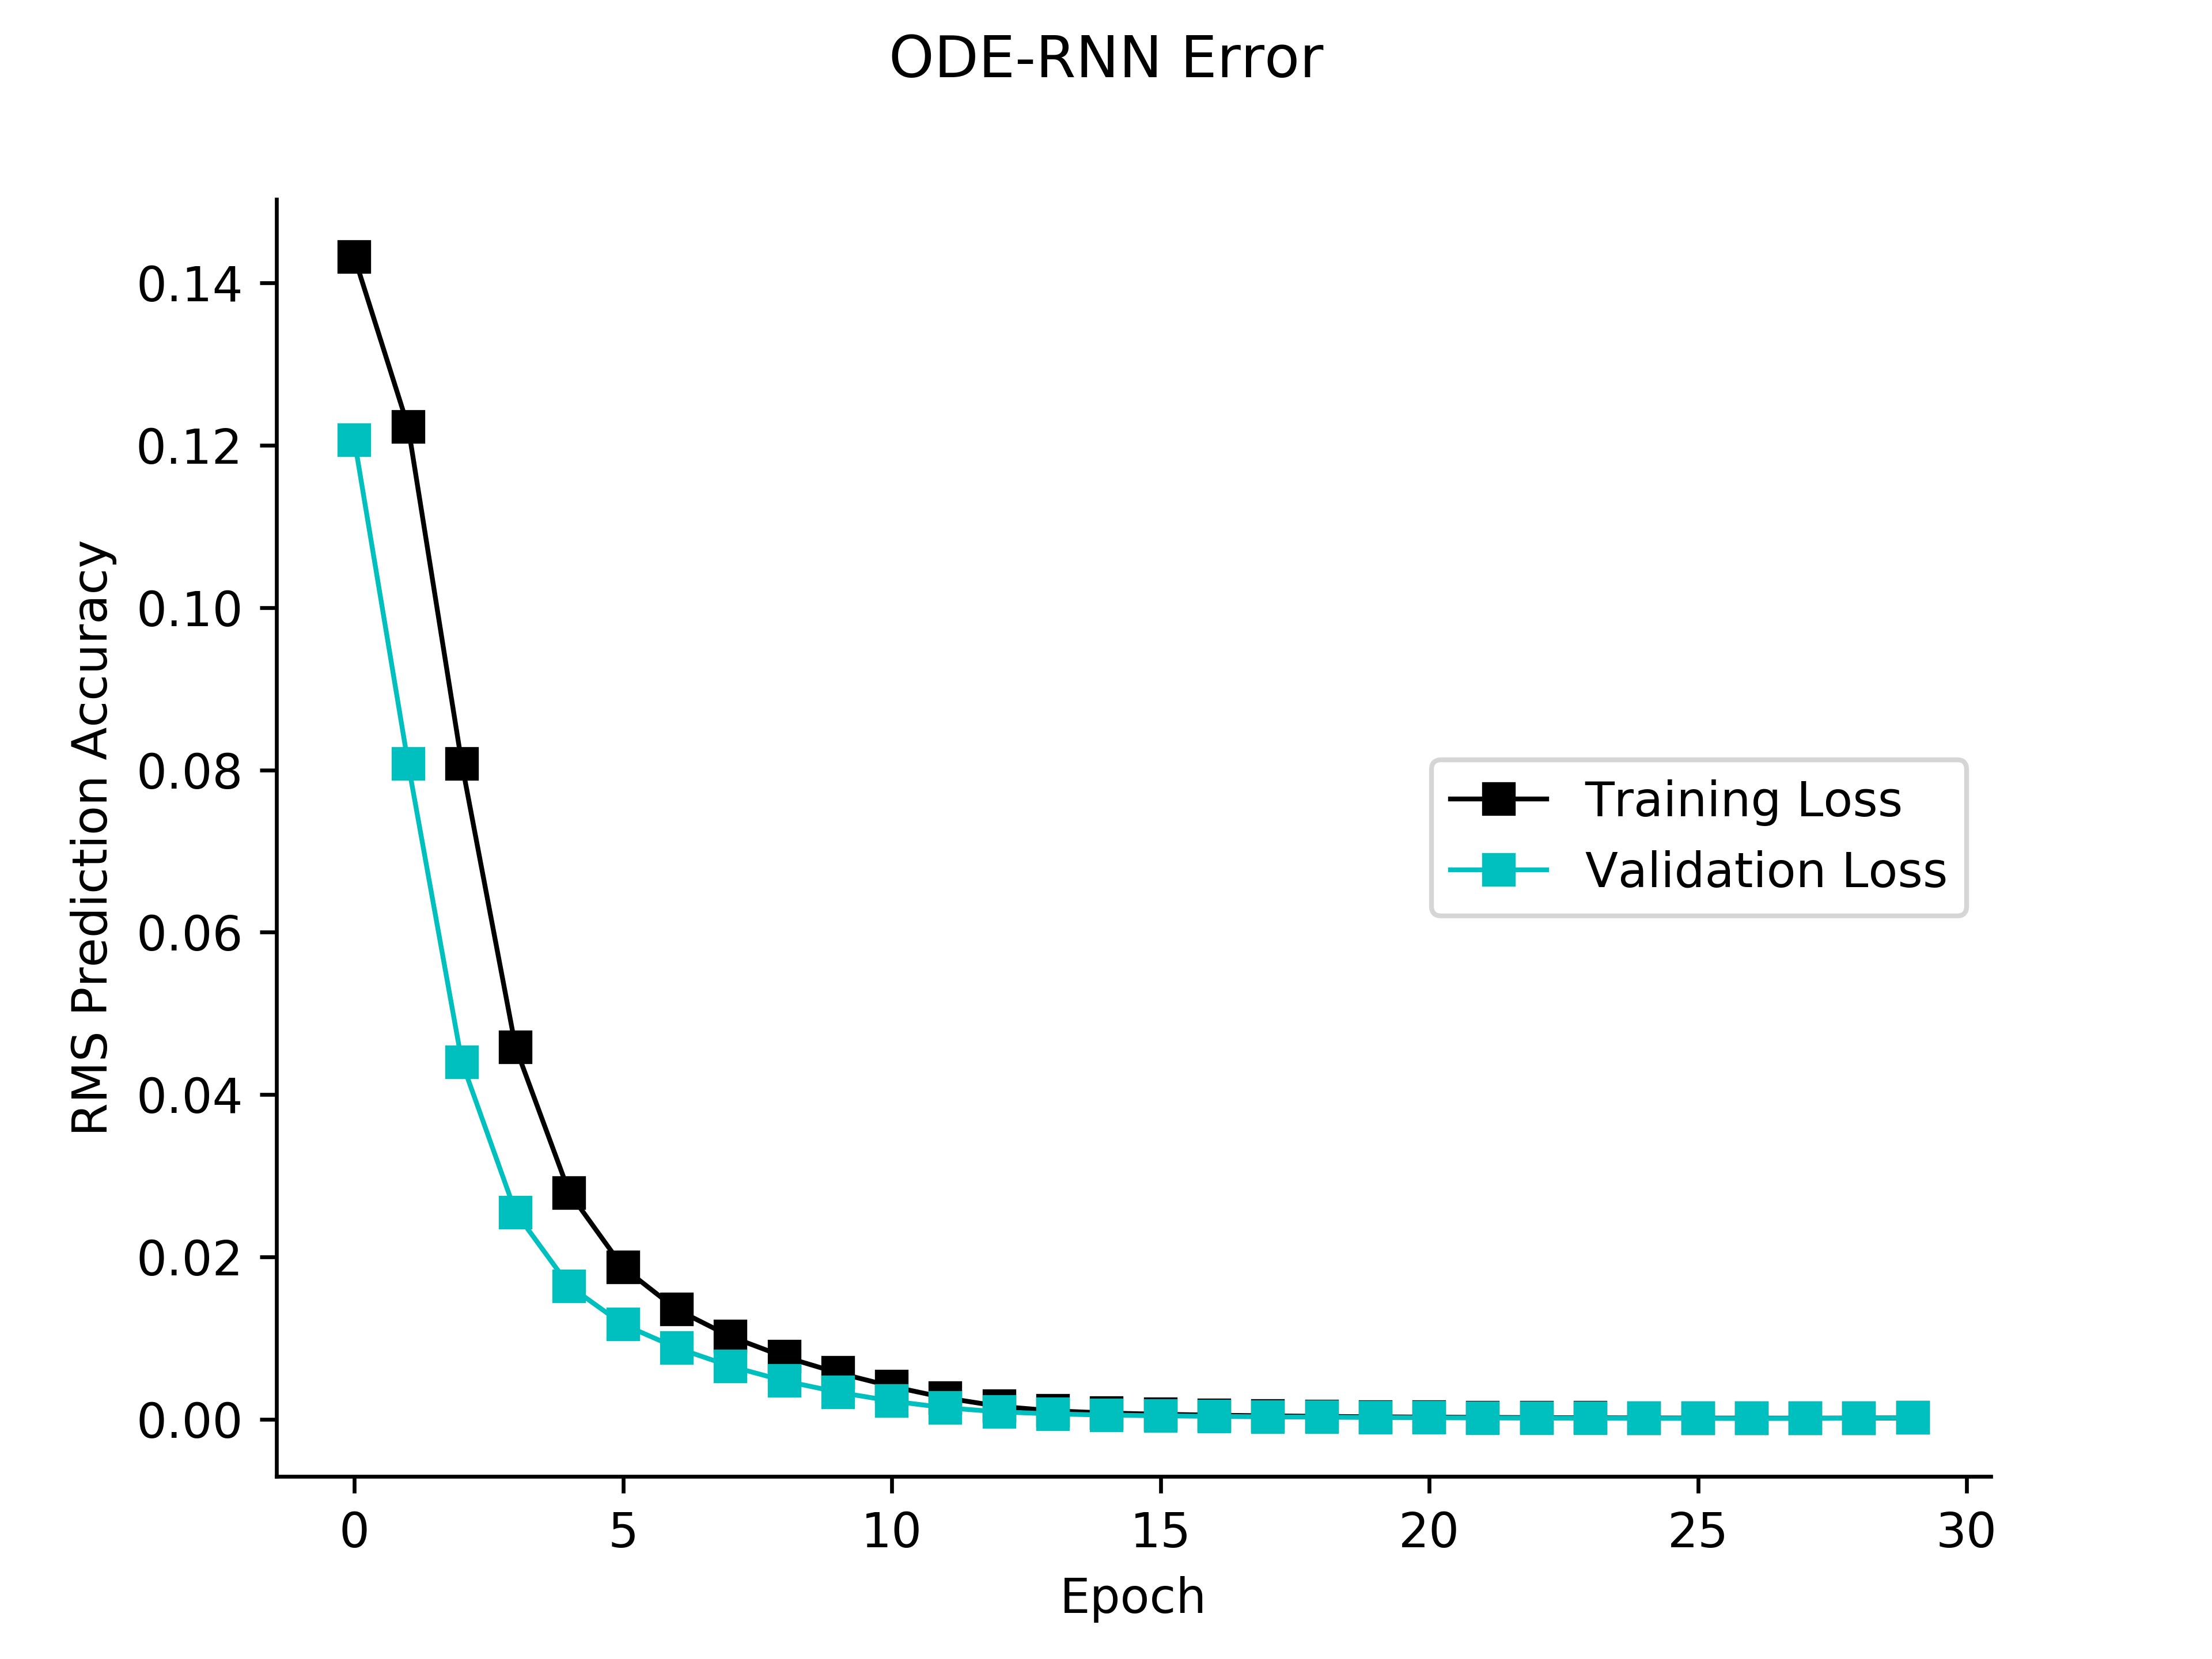 ODE-RNN Error
RMS Prediction Accuracy
0.14
0.12
0.10
0.08
0.06
0.04
0.02
0.00
Training Loss
Validation Loss
0 5 10 15 20 25 30
Epoch